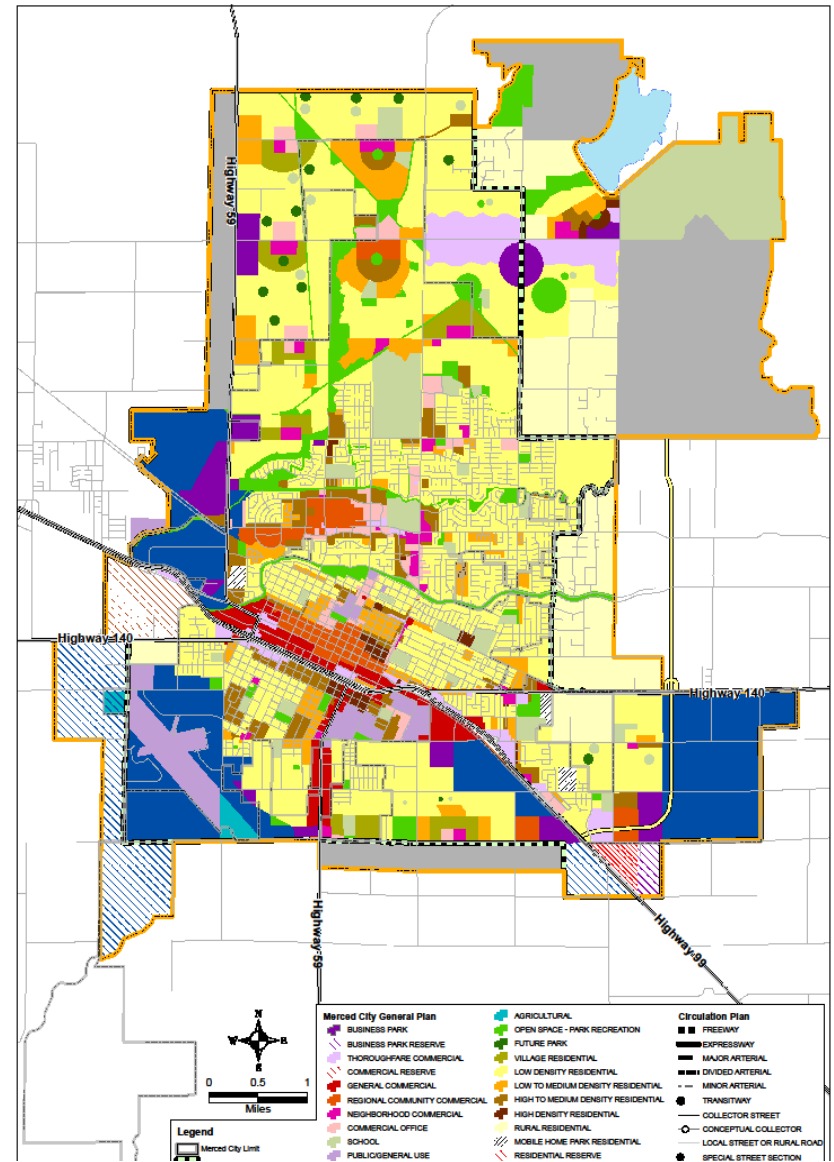 Highway 59
Highway 140
Highway 140
Highway 59
Highway 99
N
W E
S
0 0.5 1
Miles
Legend
Merced City Limit
Merced City General Plan
BUSINESS PARK
BUSINESS PARK RESERVE
THOROUGHFARE COMMERCIAL
COMMERCIAL RESERVE
GENERAL COMMERCIAL
REGIONAL COMMUNITY COMMERCIAL
NEIGHBORHOOD COMMERCIAL
COMMERCIAL OFFICE
SCHOOL
PUBLIC/GENERAL USE
AGRICULTURAL
OPEN SPACE - PARK RECREATION
FUTURE PARK
VILLAGE RESIDENTIAL
LOW DENSITY RESIDENTIAL
LOW TO MEDIUM DENSITY RESIDENTIAL
HIGH TO MEDIUM DENSITY RESIDENTIAL
HIGH DENSITY RESIDENTIAL
RURAL RESIDENTIAL
MOBILE HOME PARK RESIDENTIAL
RESIDENTIAL RESERVE
Circulation Plan
FREEWAY
EXPRESSWAY
MAJOR ARTERIAL
DIVIDED ARTERIAL
MINOR ARTERIAL
TRANSITWAY
COLLECTOR STREET
CONCEPTUAL COLLECTOR
LOCAL STREET OR RURAL ROAD
SPECIAL STREET SECTION